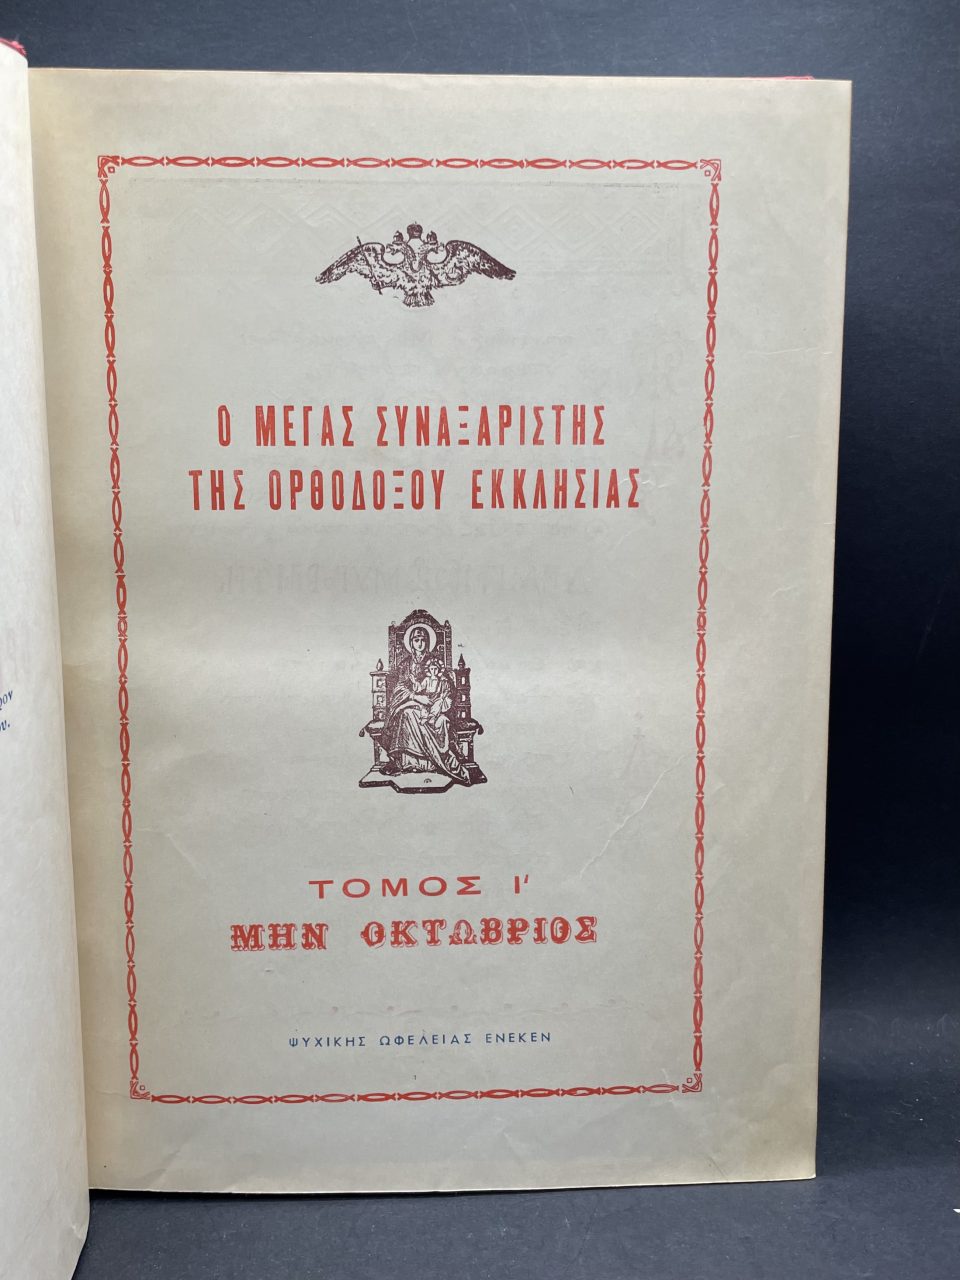 Ο ΜΕΓΑΣ ΣΥΝΑΞΑΡΙΣΤΗΣ
ΤΗΣ ΟΡΘΟΔΟΞΟΥ ΕΚΚΛΗΣΙΑΣ
ΤΟΜΟΣ Ι'
ΜΗΝ ΟΚΤΩΒΡΙΟΣ
ΨΥΧΙΚΗΣ ΩΦΕΛΕΙΑΣ ΕΝΕΚΕΝ